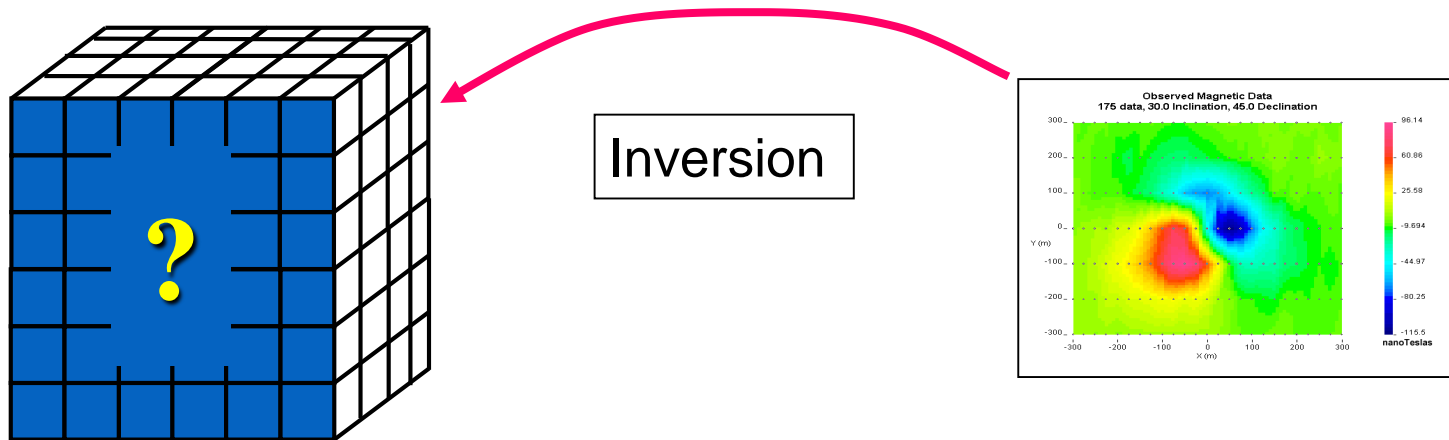 ?
Inversion
Observed Magnetic Data
175 data, 30.0 Inclination, 45.0 Declination
300
200
100
0
-100
-200
-300
Y (m)
-300 -200 -100 0 100 200 300
X (m)
96.14
60.86
25.58
-9.694
-44.97
-80.25
-115.5
nanoTeslas